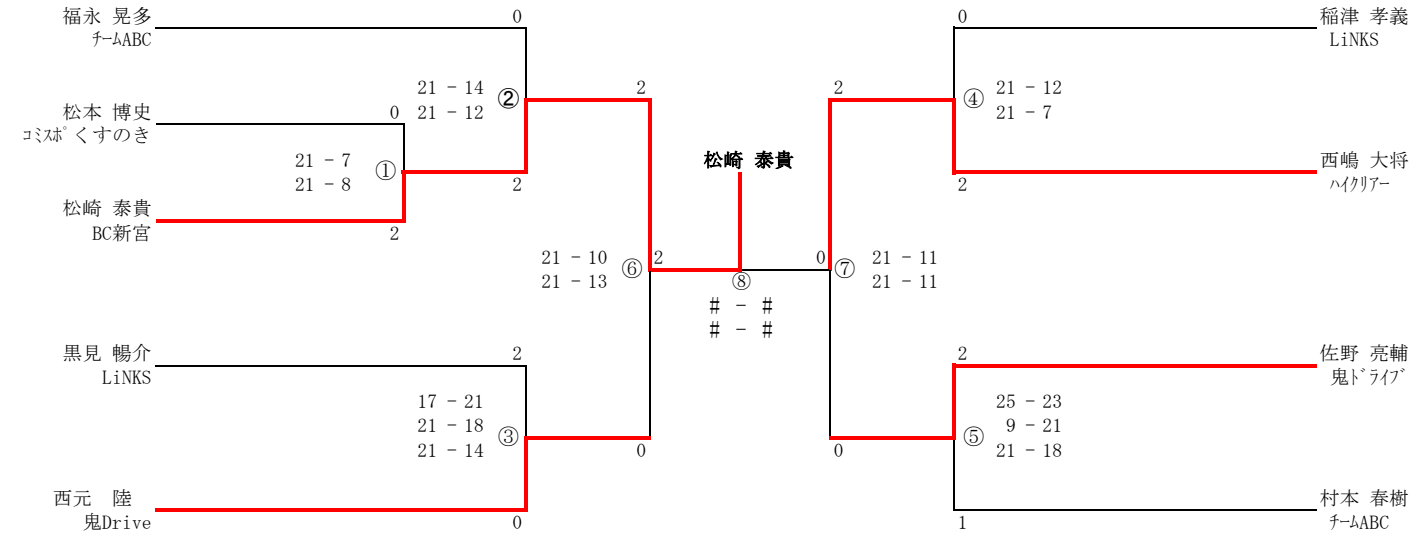 福永 晃多
チームABC
0
21 - 14
21 - 12
②
2
松本 博史
コミスポくすのき
0
21 - 7
21 - 8
①
2
松崎 泰貴
BC新宮
2
松崎 泰貴
21 - 10
21 - 13
⑥
2
0
⑧
# - #
# - #
黒見 暢介
LiNKS
2
17 - 21
21 - 18
21 - 14
③
0
西元 陸
鬼Drive
0
0
稲津 孝義
LiNKS
2
④
21 - 12
21 - 7
西嶋 大将
ハイクリアー
2
⑦
21 - 11
21 - 11
2
佐野 亮輔
鬼ドライブ
25 - 23
9 - 21
21 - 18
⑤
0
村本 春樹
チームABC
1